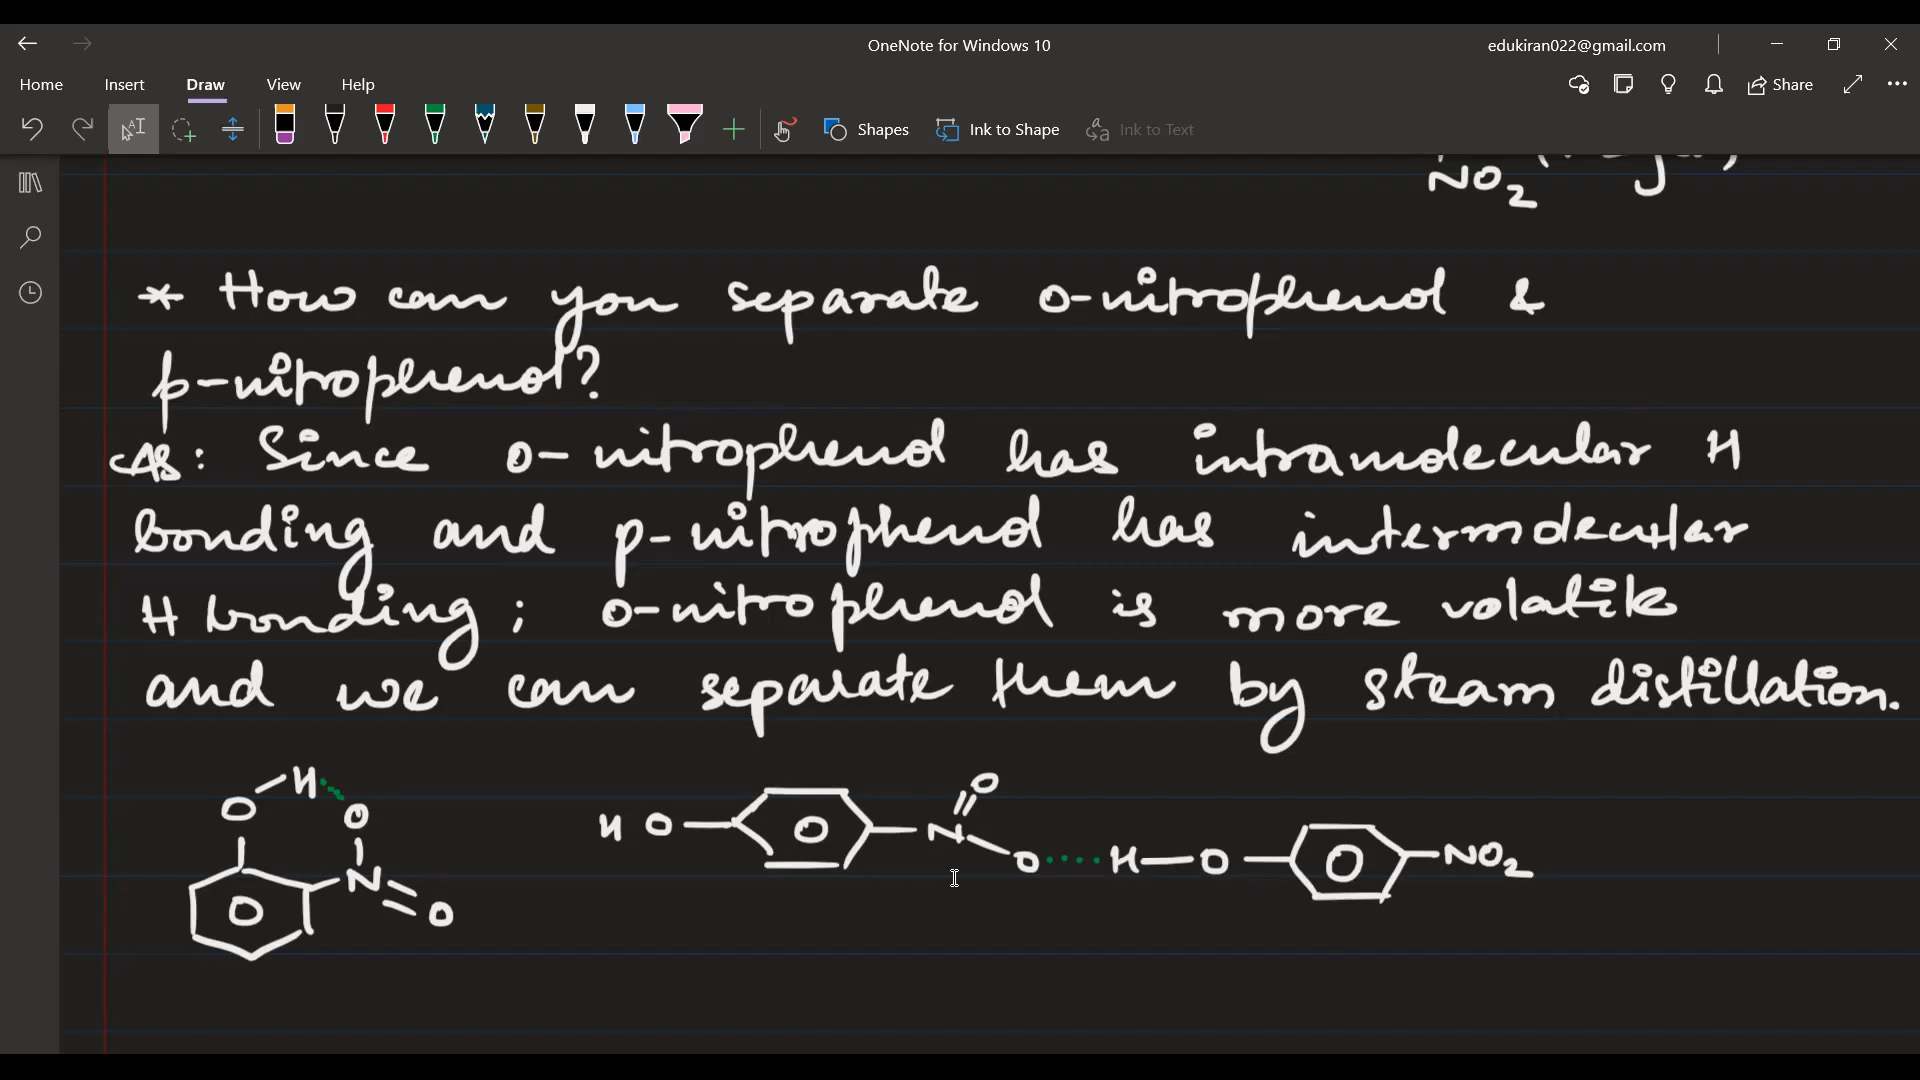 OneNote for Windows 10
edukiran022@gmail.com
Home Insert Draw View Help
Share
Shapes Ink to Shape Ink to Text
NO2
* How can you separate o-nitrophenol &
p-nitrophenol?
As: Since o- nitrophenol has intramolecular H
bonding and p-nitrophenol has intermolecular
H bonding; o-nitrophenol is more volatile
and we can separate them by steam distillation.
O-H O N O O
H O O N O O H-O O NO2